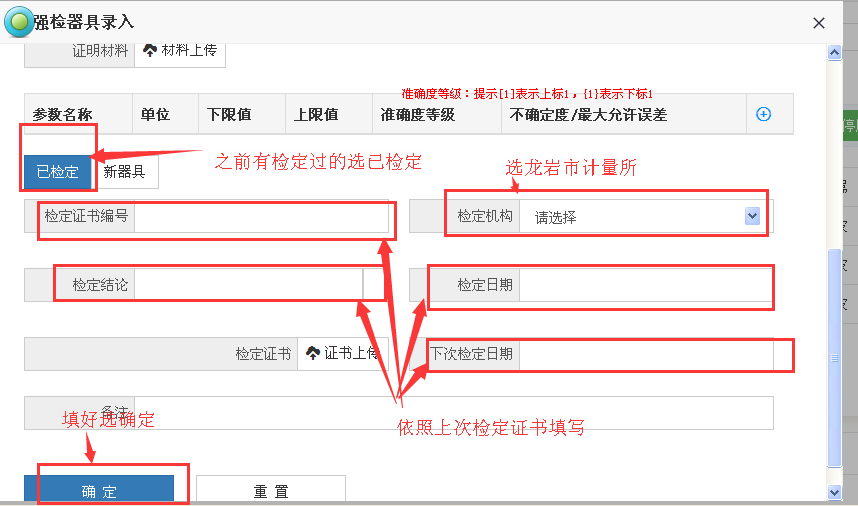 强检器具录入
证明材料 材料上传
准确度等级：提示[1]表示上标1，{1}表示下标1
参数名称 单位 下限值 上限值 准确度等级 不确定度/最大允许误差
之前有检定过的选已检定
选龙岩市计量所
已检定 新器具
检定证书编号 检定机构 请选择
检定结论 检定日期
检定证书 证书上传 下次检定日期
备注
填好选确定
依照上次检定证书填写
确 定 重 置